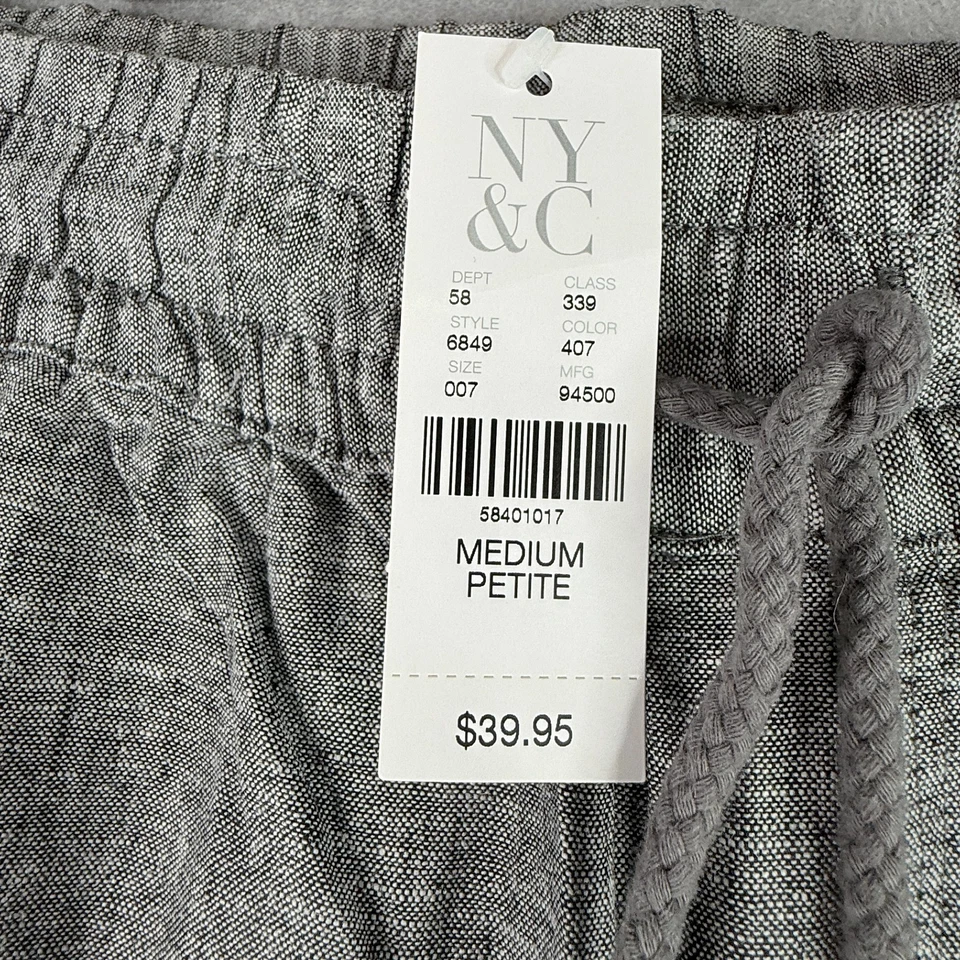 NY
&C
DEPT CLASS
58 339
STYLE COLOR
6849 407
SIZE MFG
007 94500
58401017
MEDIUM
PETITE
$39.95